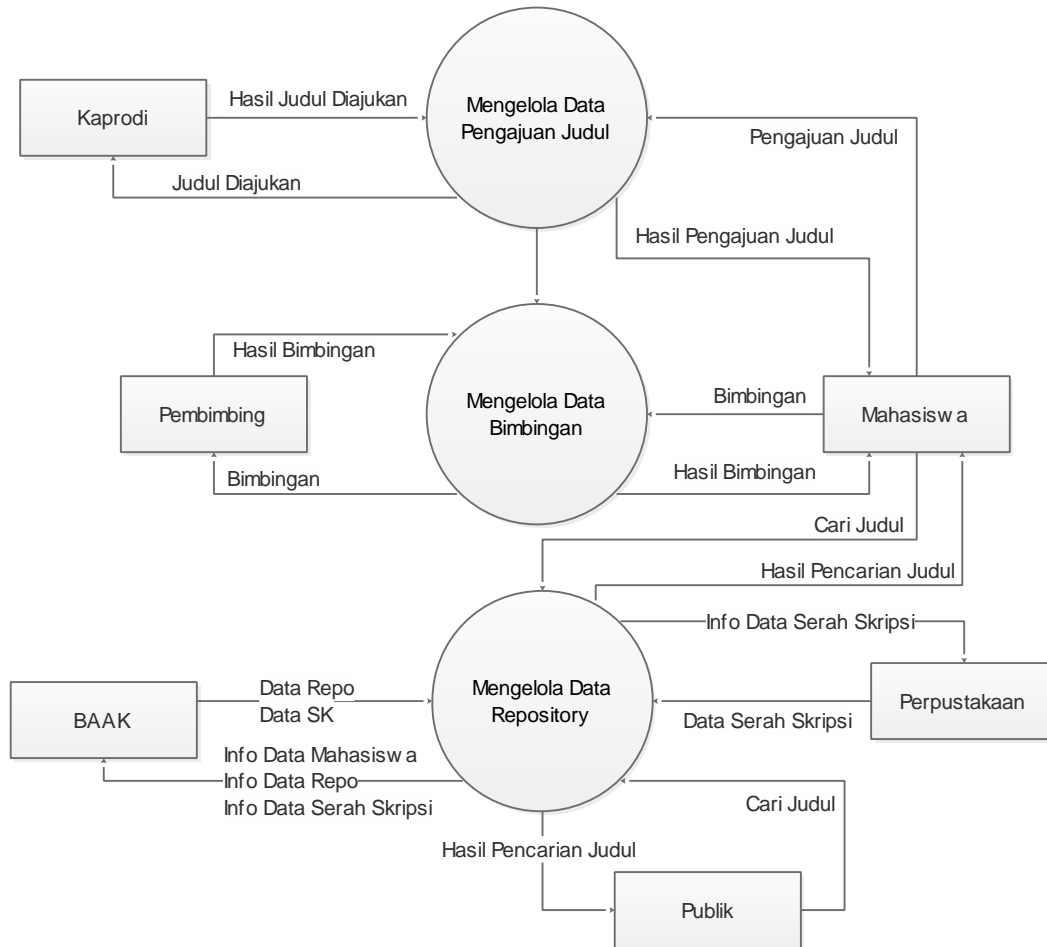 Hasil Judul Diajukan
Kaprodi
Mengelola Data
Pengajuan Judul
Pengajuan Judul
Judul Diajukan
Hasil Pengajuan Judul
Hasil Bimbingan
Pembimbing
Mengelola Data
Bimbingan
Bimbingan
Mahasiswa
Bimbingan
Hasil Bimbingan
Cari Judul
Hasil Pencarian Judul
Info Data Serah Skripsi
BAAK
Data Repo
Data SK
Mengelola Data
Repository
Perpustakaan
Data Serah Skripsi
Info Data Mahasiswa
Info Data Repo
Info Data Serah Skripsi
Cari Judul
Hasil Pencarian Judul
Publik